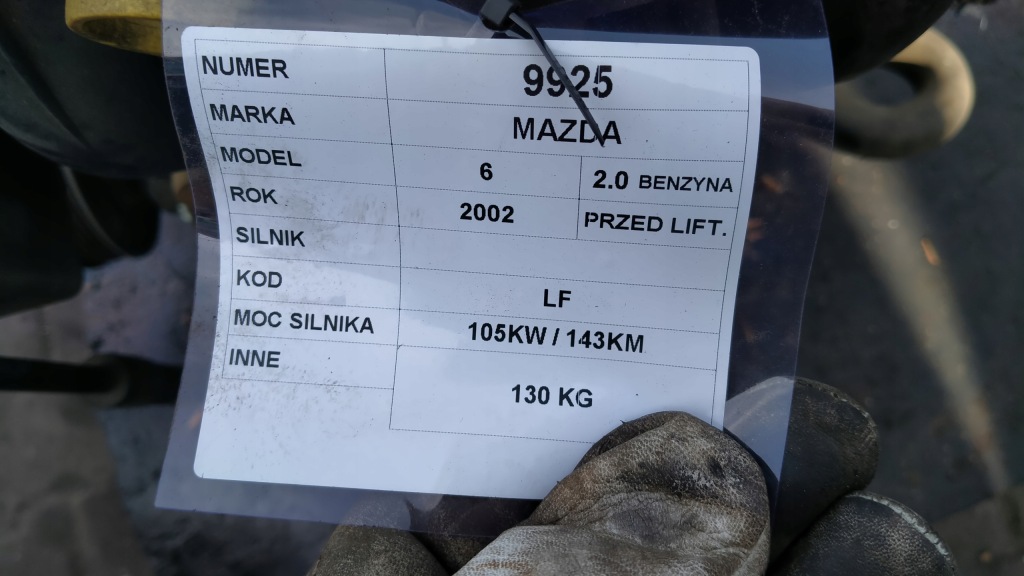 NUMER 9925
MARKA MAZDA
MODEL 6 2.0 BENZYNA
ROK 2002 PRZED LIFT.
SILNIK
KOD LF
MOC SILNIKA 105KW / 143KM
INNE 130 KG